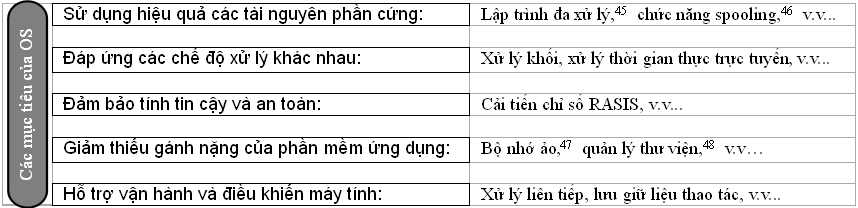 Các mục tiêu của OS
Sử dụng hiệu quả các tài nguyên phần cứng: Lập trình đa xử lý,45 chức năng spooling,46 v.v...
Đáp ứng các chế độ xử lý khác nhau: Xử lý khối, xử lý thời gian thực trực tuyến, v.v...
Đảm bảo tính tin cậy và an toàn: Cải tiến chỉ số RASIS, v.v...
Giảm thiểu gánh nặng của phần mềm ứng dụng: Bộ nhớ ảo,47 quản lý thư viện,48 v.v…
Hỗ trợ vận hành và điều khiển máy tính: Xử lý liên tiếp, lưu giữ liệu thao tác, v.v...